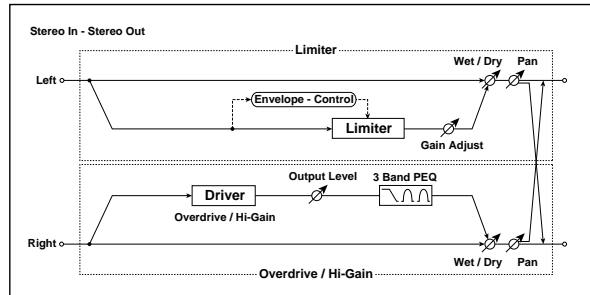 Stereo In - Stereo Out
Limiter
Wet / Dry
Pan
Left
Envelope - Control
Limiter
Gain Adjust
Output Level
3 Band PEQ
Driver
Overdrive / Hi-Gain
Right
Wet / Dry
Pan
Overdrive / Hi-Gain